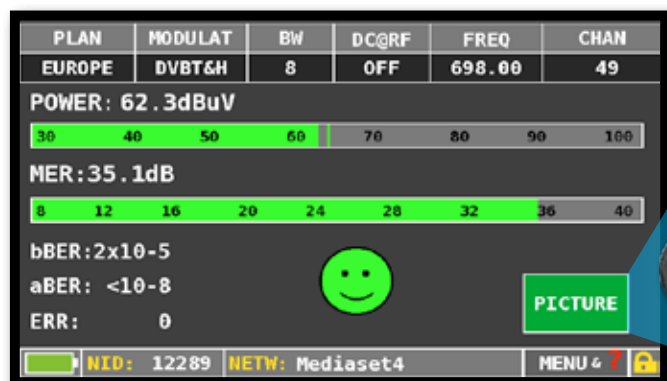 PLAN MODULAT BW DC@RF FREQ CHAN
EUROPE DVBT&H 8 OFF 698.00 49
POWER: 62.3dBuV
30 40 50 60 70 80 90 100
MER:35.1dB
8 12 16 20 24 28 32 36 40
bBER:2x10-5
aBER: <10-8
PICTURE
ERR: 0
NID: 12289 NETW: Mediaset4 MENU & ?